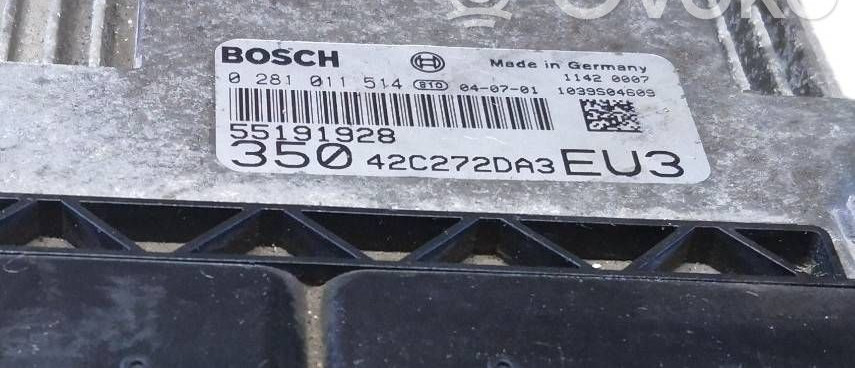 BOSCH Made in Germany
0 281 011 514 810 04-07-01 1142 0007
1039S04609
55191928
350 42C272DA3 EU3